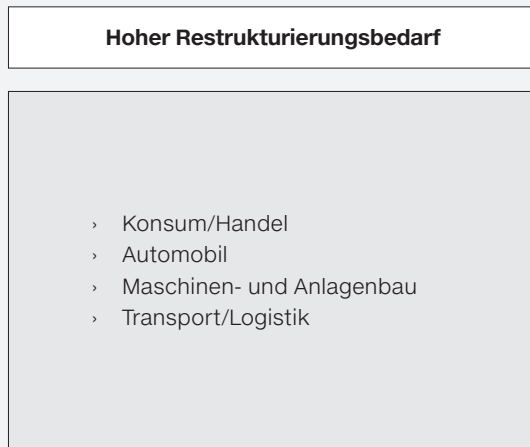 Hoher Restrukturierungsbedarf
› Konsum/Handel
› Automobil
› Maschinen- und Anlagenbau
› Transport/Logistik